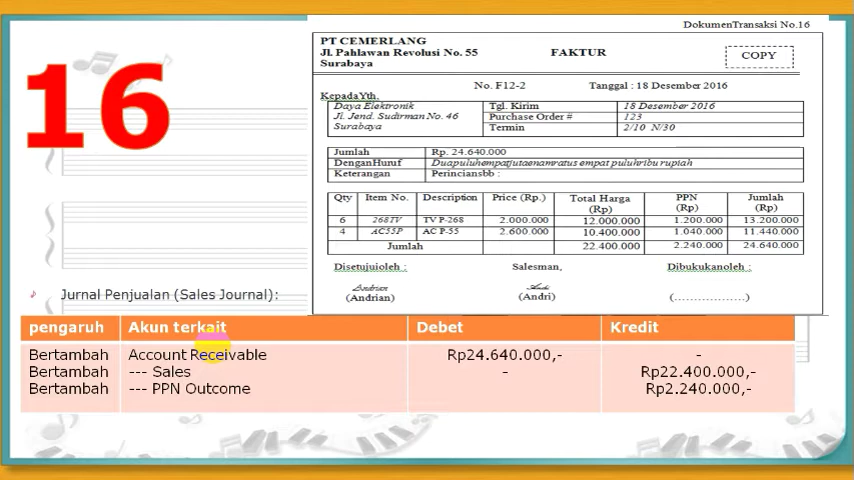 DokumenTransaksi No.16
16
PT CEMERLANG
Jl. Pahlawan Revolusi No. 55
Surabaya
FAKTUR
COPY
No. F12-2 Tanggal : 18 Desember 2016
KepadaYth.
Daya Elektronik Tgl. Kirim 18 Desember 2016
Jl. Jend. Sudirman No. 46 Purchase Order # 123
Surabaya Termin 2/10 N/30
Jumlah Rp. 24.640.000
DenganHuruf Duapuluhempatjutaenamratus empat puluhribu rupiah
Keterangan Perinciansbb :
Qty Item No. Description Price (Rp.) Total Harga (Rp) PPN (Rp) Jumlah (Rp)
6 268TV TV P-268 2.000.000 12.000.000 1.200.000 13.200.000
4 AC55P AC P-55 2.600.000 10.400.000 1.040.000 11.440.000
Jumlah 22.400.000 2.240.000 24.640.000
Disetujuioleh : Salesman, Dibukukanoleh :
Andrian Andi
(Andrian) (Andri) (....................)
Jurnal Penjualan (Sales Journal):
pengaruh Akun terkait Debet Kredit
Bertambah Account Receivable Rp24.640.000,- -
Bertambah --- Sales - Rp22.400.000,-
Bertambah --- PPN Outcome Rp2.240.000,-